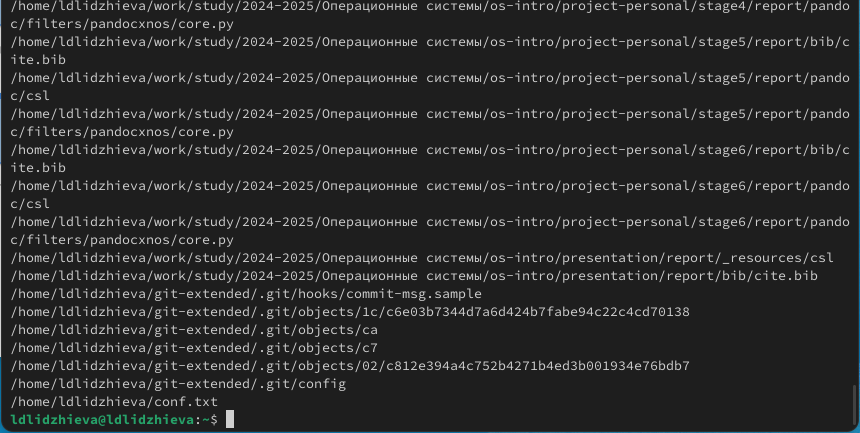 /home/ldlidzhieva/work/study/2024-2025/Операционные системы/os-intro/project-personal/stage4/report/pando
c/filters/pandocxnos/core.py
/home/ldlidzhieva/work/study/2024-2025/Операционные системы/os-intro/project-personal/stage5/report/bib/c
ite.bib
/home/ldlidzhieva/work/study/2024-2025/Операционные системы/os-intro/project-personal/stage5/report/pando
c/csl
/home/ldlidzhieva/work/study/2024-2025/Операционные системы/os-intro/project-personal/stage5/report/pando
c/filters/pandocxnos/core.py
/home/ldlidzhieva/work/study/2024-2025/Операционные системы/os-intro/project-personal/stage6/report/bib/c
ite.bib
/home/ldlidzhieva/work/study/2024-2025/Операционные системы/os-intro/project-personal/stage6/report/pando
c/csl
/home/ldlidzhieva/work/study/2024-2025/Операционные системы/os-intro/project-personal/stage6/report/pando
c/filters/pandocxnos/core.py
/home/ldlidzhieva/work/study/2024-2025/Операционные системы/os-intro/presentation/report/_resources/csl
/home/ldlidzhieva/work/study/2024-2025/Операционные системы/os-intro/presentation/report/bib/cite.bib
/home/ldlidzhieva/git-extended/.git/hooks/commit-msg.sample
/home/ldlidzhieva/git-extended/.git/objects/1c/c6e03b7344d7a6d424b7fabe94c22c4cd70138
/home/ldlidzhieva/git-extended/.git/objects/ca
/home/ldlidzhieva/git-extended/.git/objects/c7
/home/ldlidzhieva/git-extended/.git/objects/02/c812e394a4c752b4271b4ed3b001934e76bdb7
/home/ldlidzhieva/git-extended/.git/config
/home/ldlidzhieva/conf.txt
ldlidzhieva@ldlidzhieva:~$